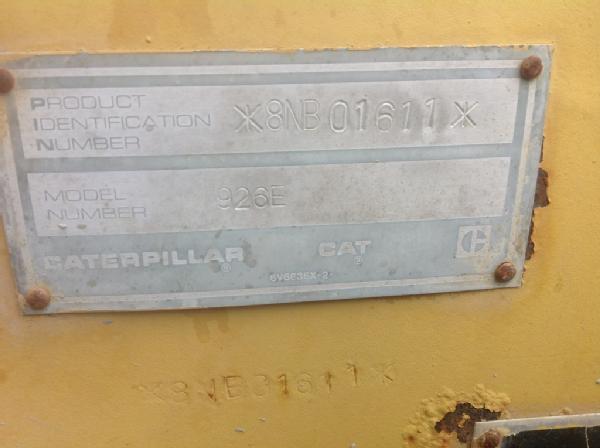 PRODUCT
IDENTIFICATION
NUMBER
*8NB01611*
MODEL
NUMBER
926E
CATERPILLAR® CAT® C
*8NB01611*